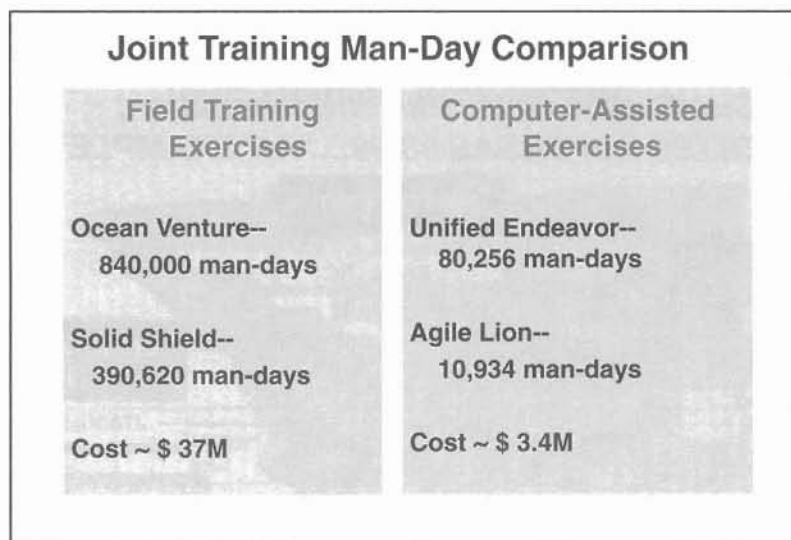 Joint Training Man-Day Comparison
Field Training
Exercises
Ocean Venture--
840,000 man-days
Solid Shield--
390,620 man-days
Cost ~ $ 37M
Computer-Assisted
Exercises
Unified Endeavor--
80,256 man-days
Agile Lion--
10,934 man-days
Cost ~ $ 3.4M